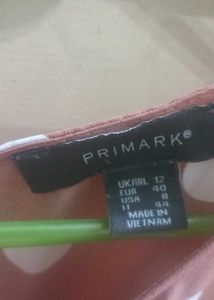 PRIMARK®
UK/IRL 12
EUR 40
USA 8
IT 44
MADE IN
VIETNAM